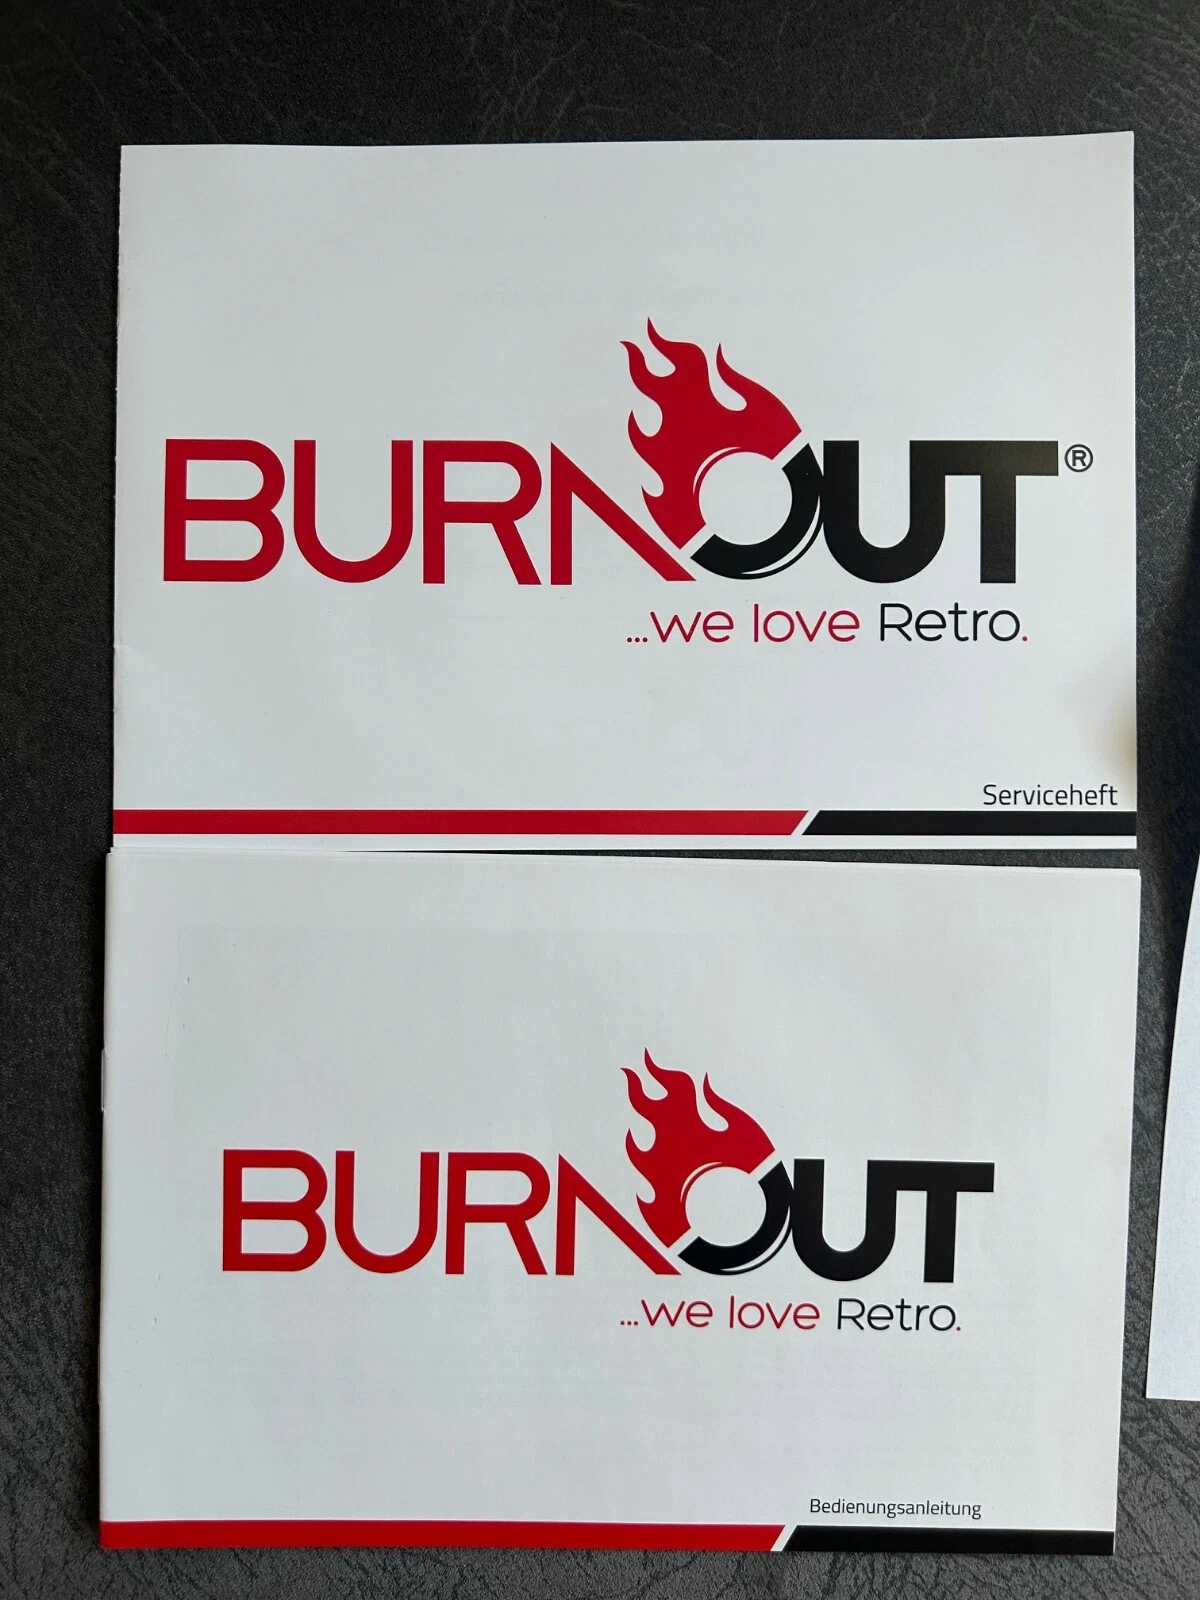 BURNOUT®
...we love Retro.
Serviceheft
BURNOUT
...we love Retro.
Bedienungsanleitung